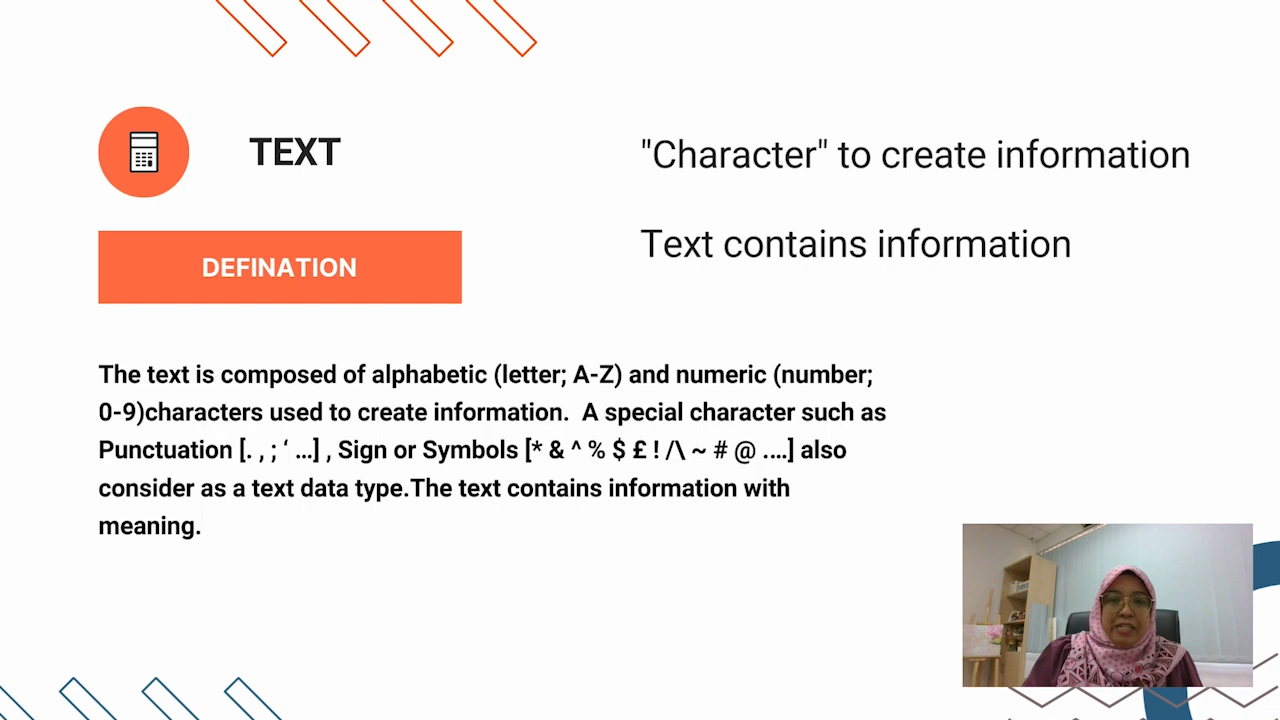 TEXT
"Character" to create information
Text contains information
DEFINATION
The text is composed of alphabetic (letter; A-Z) and numeric (number;
0-9)characters used to create information.  A special character such as
Punctuation [. , ; ‘ …] , Sign or Symbols [* & ^ % $ £ ! /\ ~ # @ ....] also
consider as a text data type.The text contains information with
meaning.